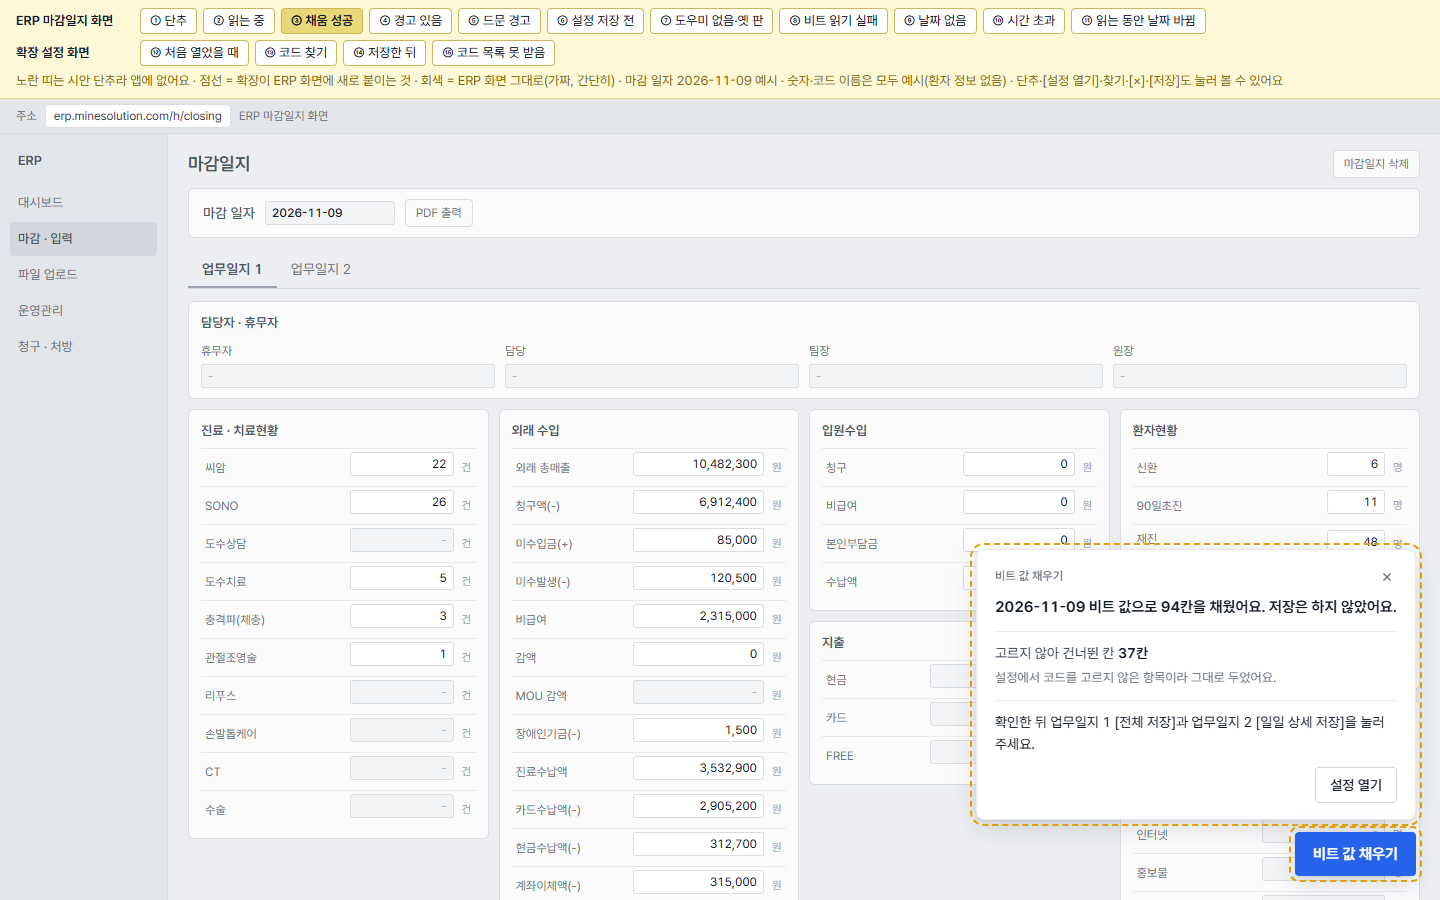 ERP 마감일지 화면 ① 단추 ② 읽는 중 ③ 채움 성공 ④ 경고 있음 ⑤ 드문 경고 ⑥ 설정 저장 전 ⑦ 도우미 없음·옛 판 ⑧ 비트 읽기 실패 ⑨ 날짜 없음 ⑩ 시간 초과 ⑪ 읽는 동안 날짜 바뀜
확장 설정 화면 ⑫ 처음 열었을 때 ⑬ 코드 찾기 ⑭ 저장한 뒤 ⑮ 코드 목록 못 받음
노란 띠는 시안 단추라 앱에 없어요 · 점선 = 확장이 ERP 화면에 새로 붙이는 것 · 회색 = ERP 화면 그대로(가짜, 간단히) · 마감 일자 2026-11-09 예시 · 숫자·코드 이름은 모두 예시(환자 정보 없음) · 단추·[설정 열기]·찾기·[×]·[저장]도 눌러 볼 수 있어요
주소 erp.minesolution.com/h/closing ERP 마감일지 화면
ERP
대시보드
마감 · 입력
파일 업로드
운영관리
청구 · 처방
마감일지
마감일지 삭제
마감 일자 2026-11-09 PDF 출력
업무일지 1 업무일지 2
담당자 · 휴무자
휴무자 담당 팀장 원장
– – – –
진료 · 치료현황
씨암 22 건
SONO 26 건
도수상담 – 건
도수치료 5 건
충격파(체충) 3 건
관절조영술 1 건
리푸스 – 건
손발톱케어 – 건
CT – 건
수술 – 건
외래 수입
외래 총매출 10,482,300 원
청구액(-) 6,912,400 원
미수입금(+) 85,000 원
미수발생(-) 120,500 원
비급여 2,315,000 원
감액 0 원
MOU 감액 – 원
장애인기금(-) 1,500 원
진료수납액 3,532,900 원
카드수납액(-) 2,905,200 원
현금수납액(-) 312,700 원
계좌이체액(-) 315,000 원
입원수입
청구 0 원
비급여 0 원
본인부담금 0 원
수납액
지출
현금
카드
FREE
환자현황
신환 6 명
90일초진 11 명
재진 48 명
인터넷
홍보물
비트 값 채우기 ×
2026-11-09 비트 값으로 94칸을 채웠어요. 저장은 하지 않았어요.
고르지 않아 건너뛴 칸 37칸
설정에서 코드를 고르지 않은 항목이라 그대로 두었어요.
확인한 뒤 업무일지 1 [전체 저장]과 업무일지 2 [일일 상세 저장]을 눌러
주세요.
설정 열기
비트 값 채우기